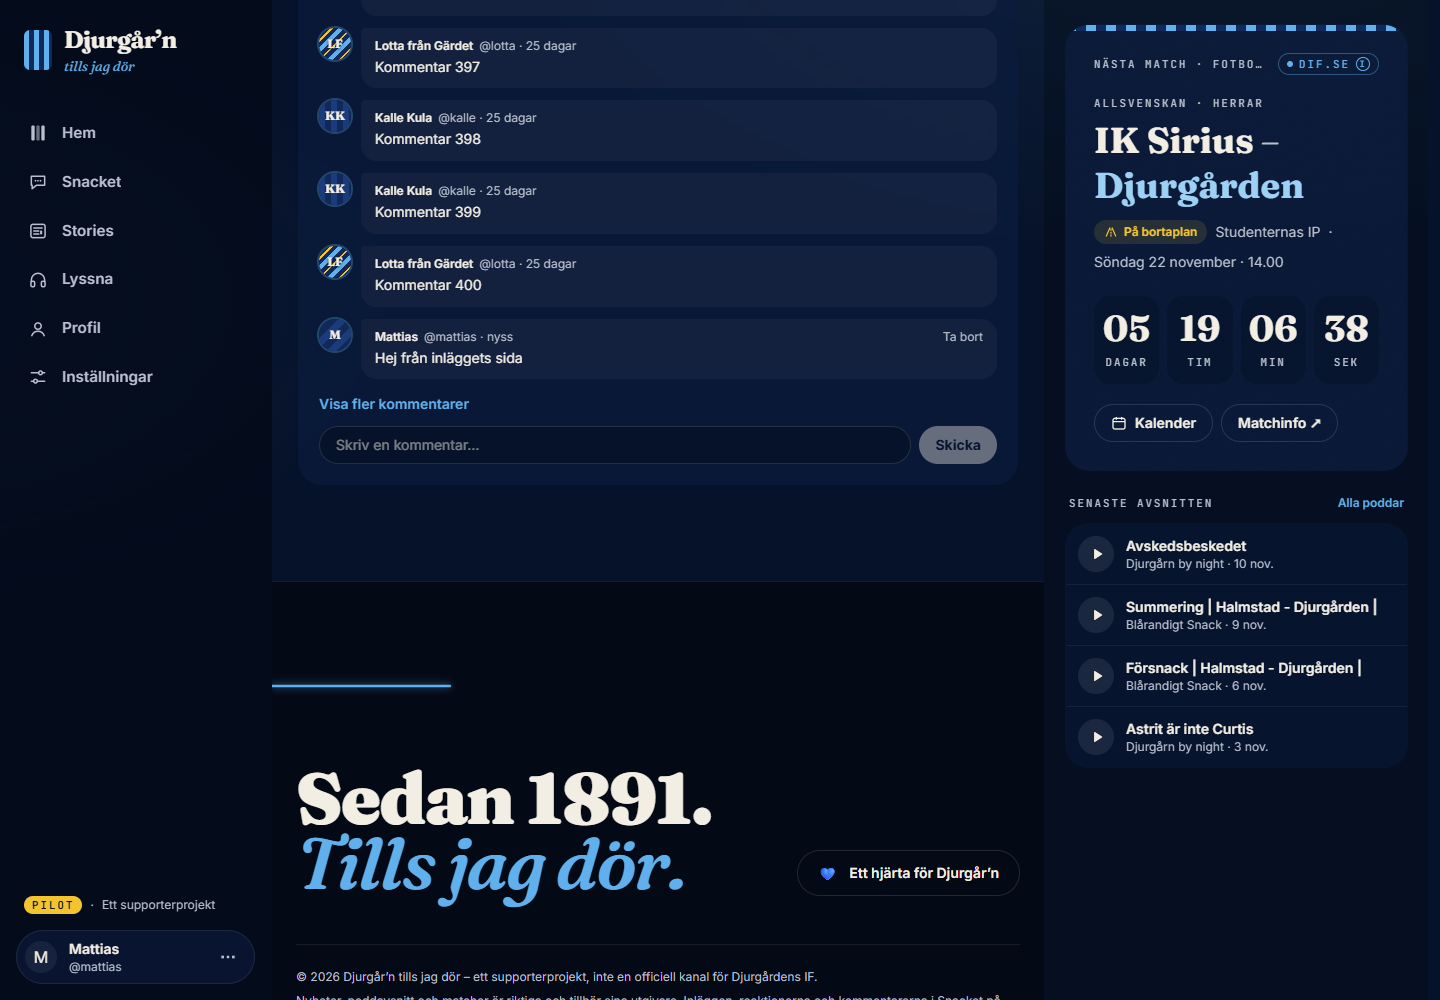 Djurgår’n
tills jag dör
Hem
Snacket
Stories
Lyssna
Profil
Inställningar
PILOT · Ett supporterprojekt
M
Mattias
@mattias
LF
Lotta från Gärdet @lotta · 25 dagar
Kommentar 397
KK
Kalle Kula @kalle · 25 dagar
Kommentar 398
KK
Kalle Kula @kalle · 25 dagar
Kommentar 399
LF
Lotta från Gärdet @lotta · 25 dagar
Kommentar 400
M
Mattias @mattias · nyss
Ta bort
Hej från inläggets sida
Visa fler kommentarer
Skriv en kommentar...
Skicka
Sedan 1891.
Tills jag dör.
Ett hjärta för Djurgår’n
© 2026 Djurgår’n tills jag dör – ett supporterprojekt, inte en officiell kanal för Djurgårdens IF.
NÄSTA MATCH · FOTBO…
DIF.SE
ALLSVENSKAN · HERRAR
IK Sirius –
Djurgården
På bortaplan Studenternas IP ·
Söndag 22 november · 14.00
05 19 06 38
DAGAR TIM MIN SEK
Kalender
Matchinfo ↗
SENASTE AVSNITTEN
Alla poddar
Avskedsbeskedet
Djurgårn by night · 10 nov.
Summering | Halmstad - Djurgården |
Blårandigt Snack · 9 nov.
Försnack | Halmstad - Djurgården |
Blårandigt Snack · 6 nov.
Astrit är inte Curtis
Djurgårn by night · 3 nov.